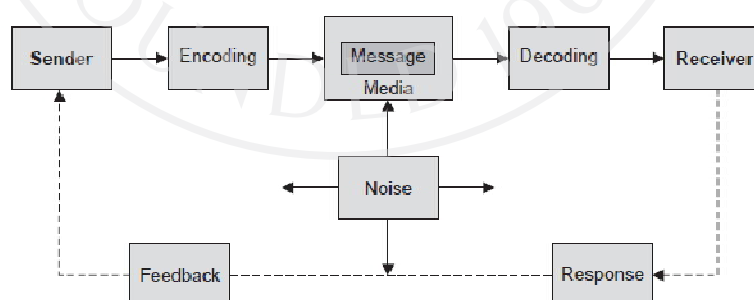 Sender
Encoding
Message
Media
Decoding
Receiver
Noise
Feedback
Response